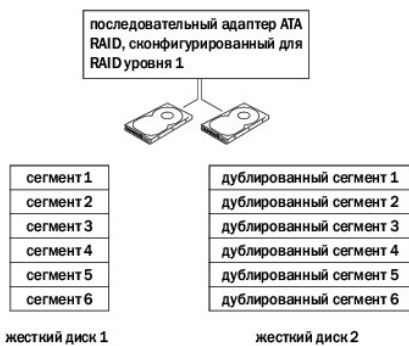 последовательный адаптер ATA
RAID, сконфигурированный для
RAID уровня 1
сегмент 1
сегмент 2
сегмент 3
сегмент 4
сегмент 5
сегмент 6
жесткий диск 1
дублированный сегмент 1
дублированный сегмент 2
дублированный сегмент 3
дублированный сегмент 4
дублированный сегмент 5
дублированный сегмент 6
жесткий диск 2